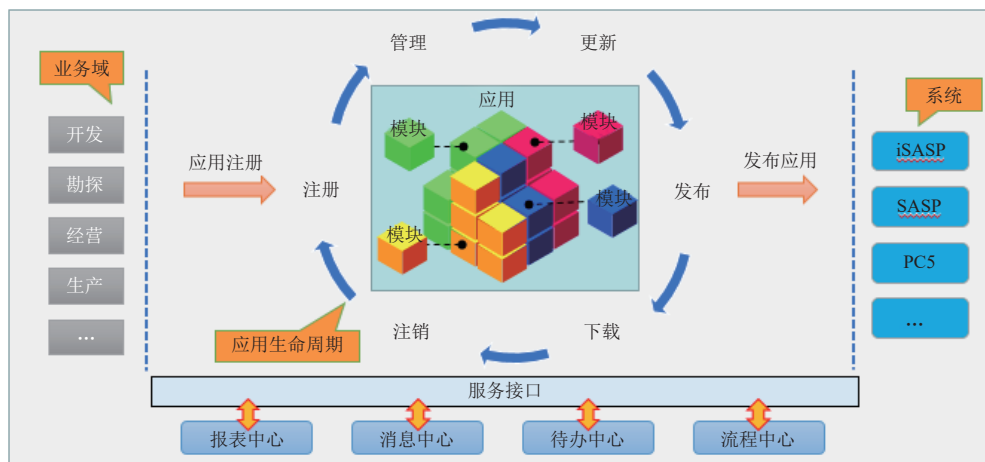 管理
更新
业务域
应用
系统
模块
模块
开发
iSASP
应用注册
发布应用
勘探
注册
模块
发布
SASP
经营
模块
PC5
生产
...
应用生命周期
注销
下载
...
服务接口
报表中心
消息中心
待办中心
流程中心